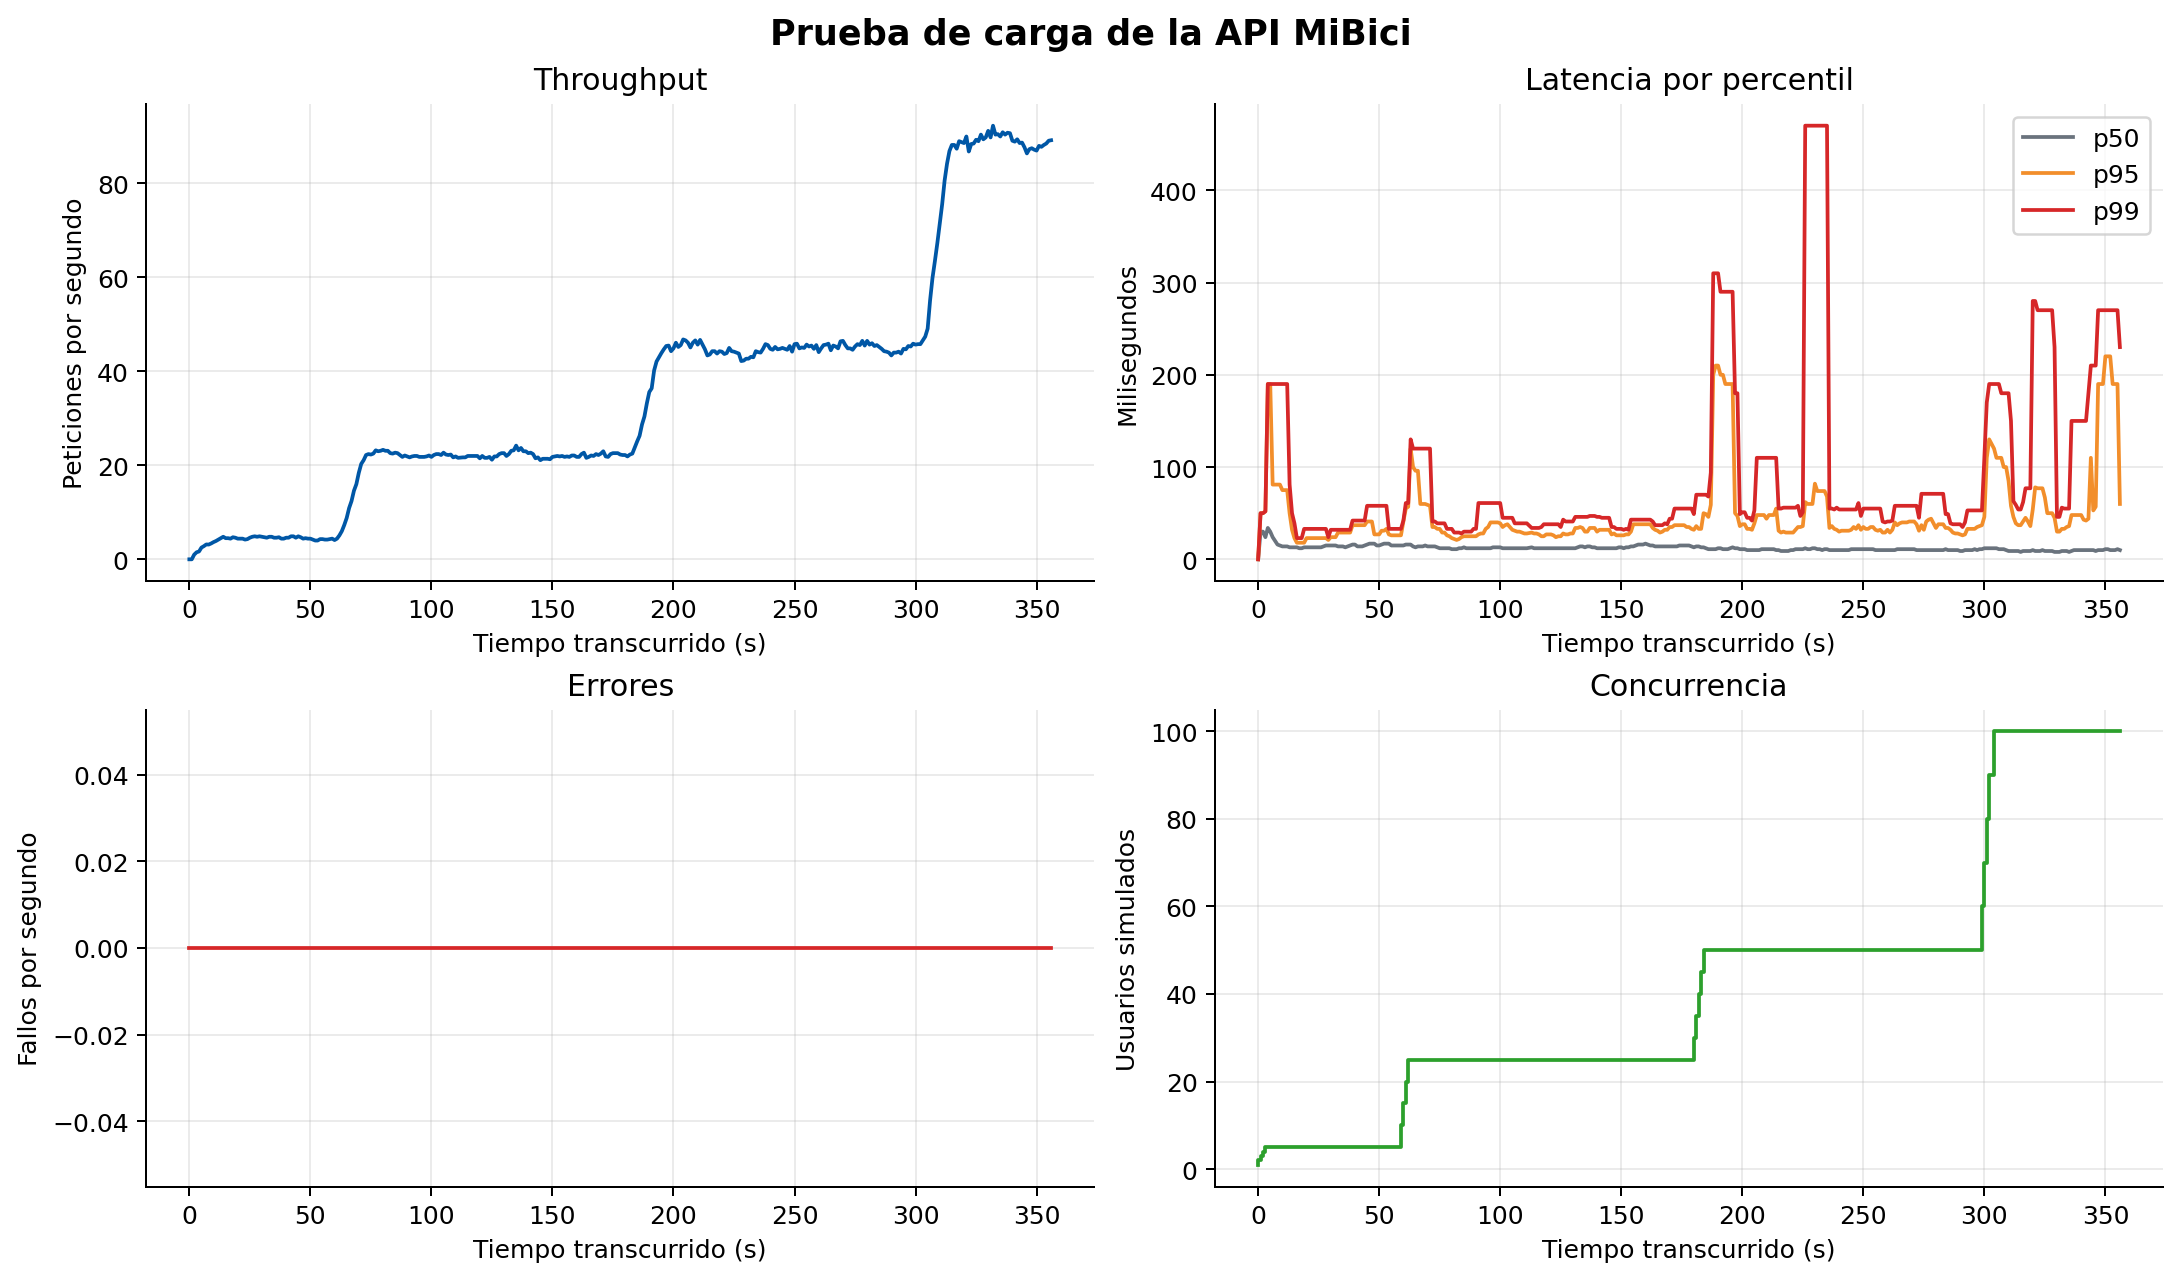 Prueba de carga de la API MiBici
Throughput
Peticiones por segundo
80
60
40
20
0
0 50 100 150 200 250 300 350
Tiempo transcurrido (s)
Latencia por percentil
Milisegundos
400
300
200
100
0
p50
p95
p99
0 50 100 150 200 250 300 350
Tiempo transcurrido (s)
Errores
Fallos por segundo
0.04
0.02
0.00
−0.02
−0.04
0 50 100 150 200 250 300 350
Tiempo transcurrido (s)
Concurrencia
Usuarios simulados
100
80
60
40
20
0
0 50 100 150 200 250 300 350
Tiempo transcurrido (s)